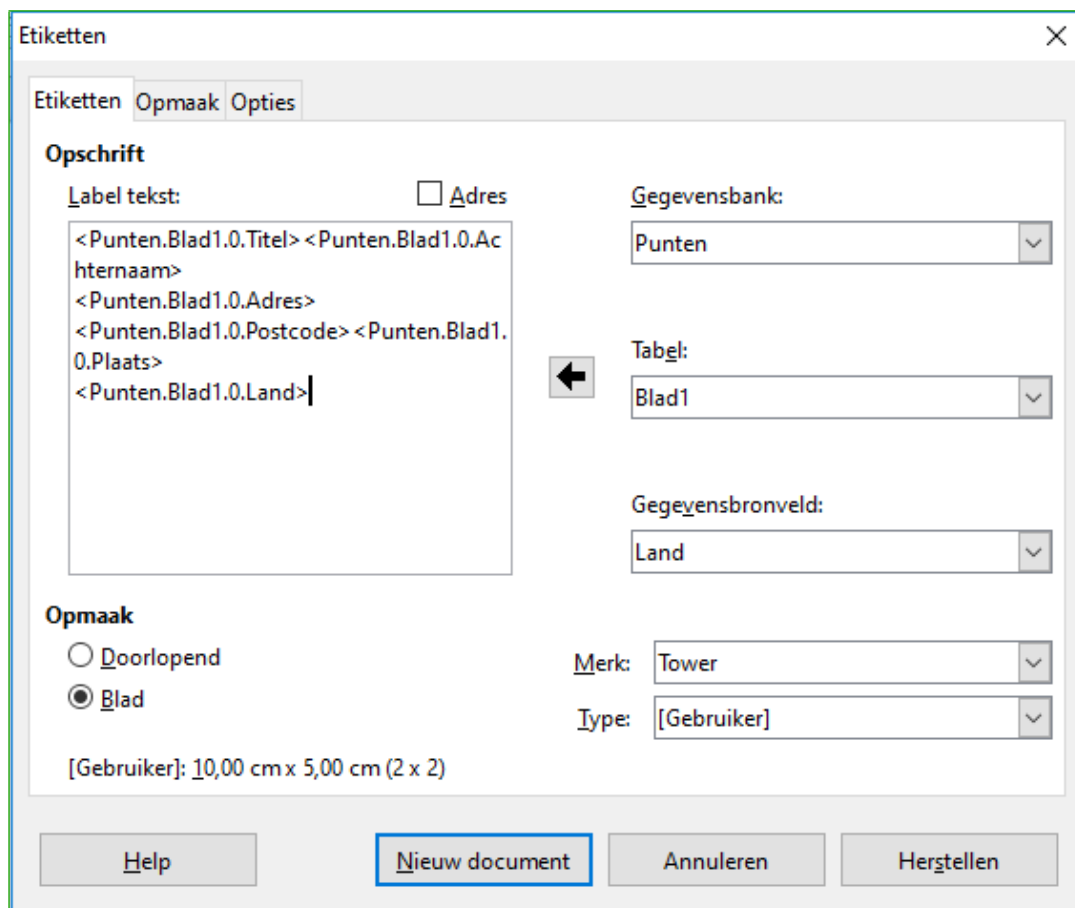 Etiketten
Etiketten Opmaak Opties
Opschrift
Label tekst:
Adres
<Punten.Blad1.0.Titel> <Punten.Blad1.0.Ac
hternaam>
<Punten.Blad1.0.Adres>
<Punten.Blad1.0.Postcode> <Punten.Blad1.
0.Plaats>
<Punten.Blad1.0.Land>
Gegevensbank:
Punten
Tabel:
Blad1
Gegevensbronveld:
Land
Opmaak
Doorlopend
Blad
Merk: Tower
Type: [Gebruiker]
[Gebruiker]: 10,00 cm x 5,00 cm (2 x 2)
Help Nieuw document Annuleren Herstellen